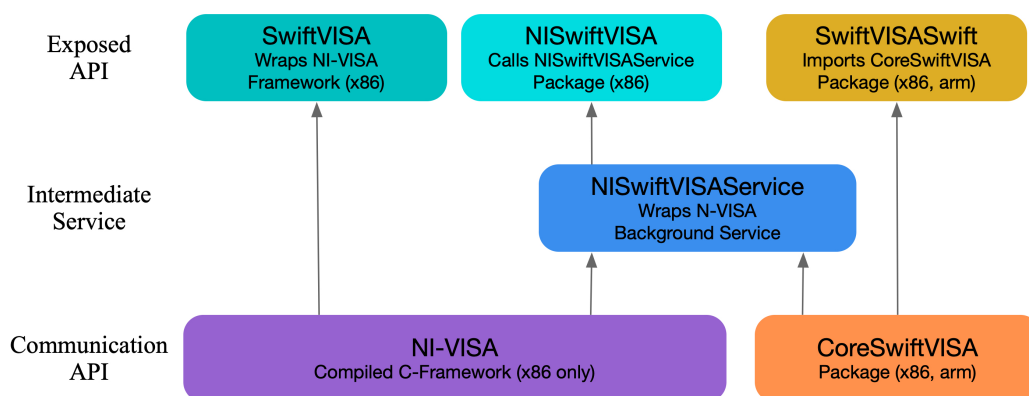 Exposed
API
SwiftVISA
Wraps NI-VISA
Framework (x86)
NISwiftVISA
Calls NISwiftVISAService
Package (x86)
SwiftVISASwift
Imports CoreSwiftVISA
Package (x86, arm)
Intermediate
Service
NISwiftVISAService
Wraps N-VISA
Background Service
Communication
API
NI-VISA
Compiled C-Framework (x86 only)
CoreSwiftVISA
Package (x86, arm)